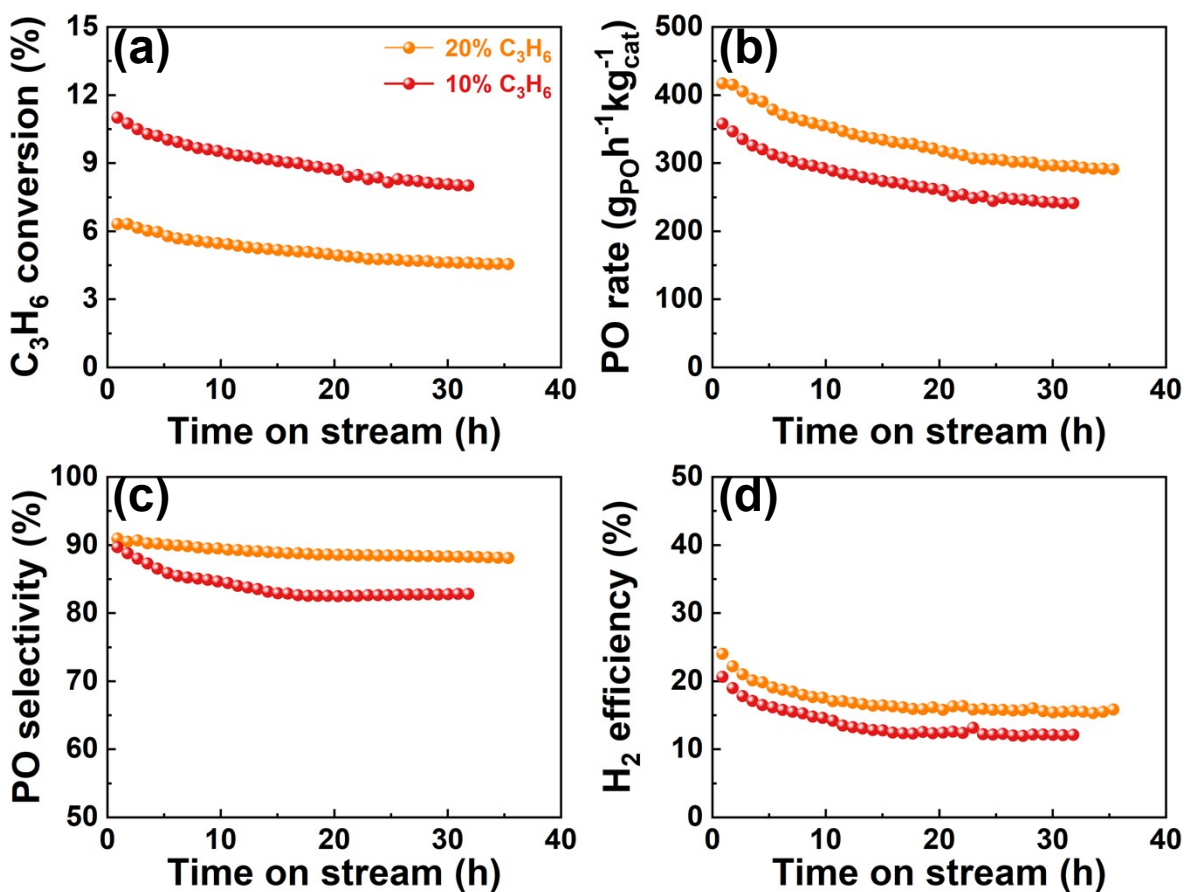 (a)
20% C₃H₆
10% C₃H₆
C₃H₆ conversion (%)
15
12
9
6
3
0
0 10 20 30 40
Time on stream (h)
(b)
PO rate (g_PO h⁻¹ kg⁻¹_cat)
500
400
300
200
100
0
0 10 20 30 40
Time on stream (h)
(c)
PO selectivity (%)
100
90
80
70
60
50
0 10 20 30 40
Time on stream (h)
(d)
H₂ efficiency (%)
50
40
30
20
10
0
0 10 20 30 40
Time on stream (h)